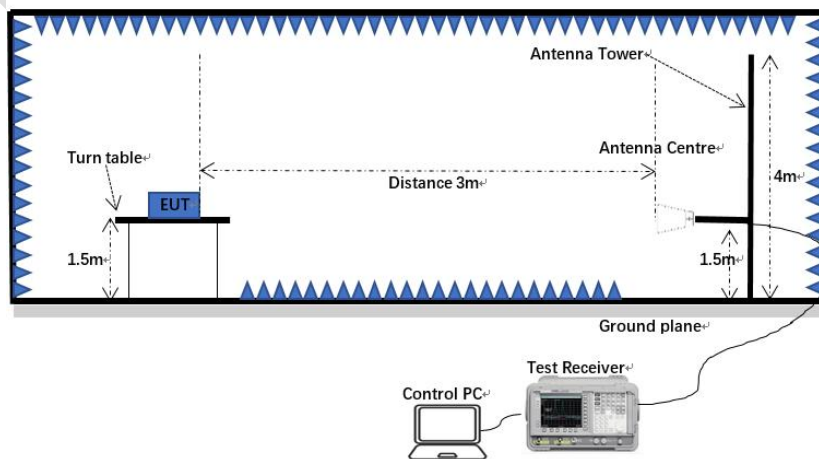 Antenna Tower
Antenna Centre
Turn table
Distance 3m
4m
EUT
1.5m
1.5m
Ground plane
Test Receiver
Control PC